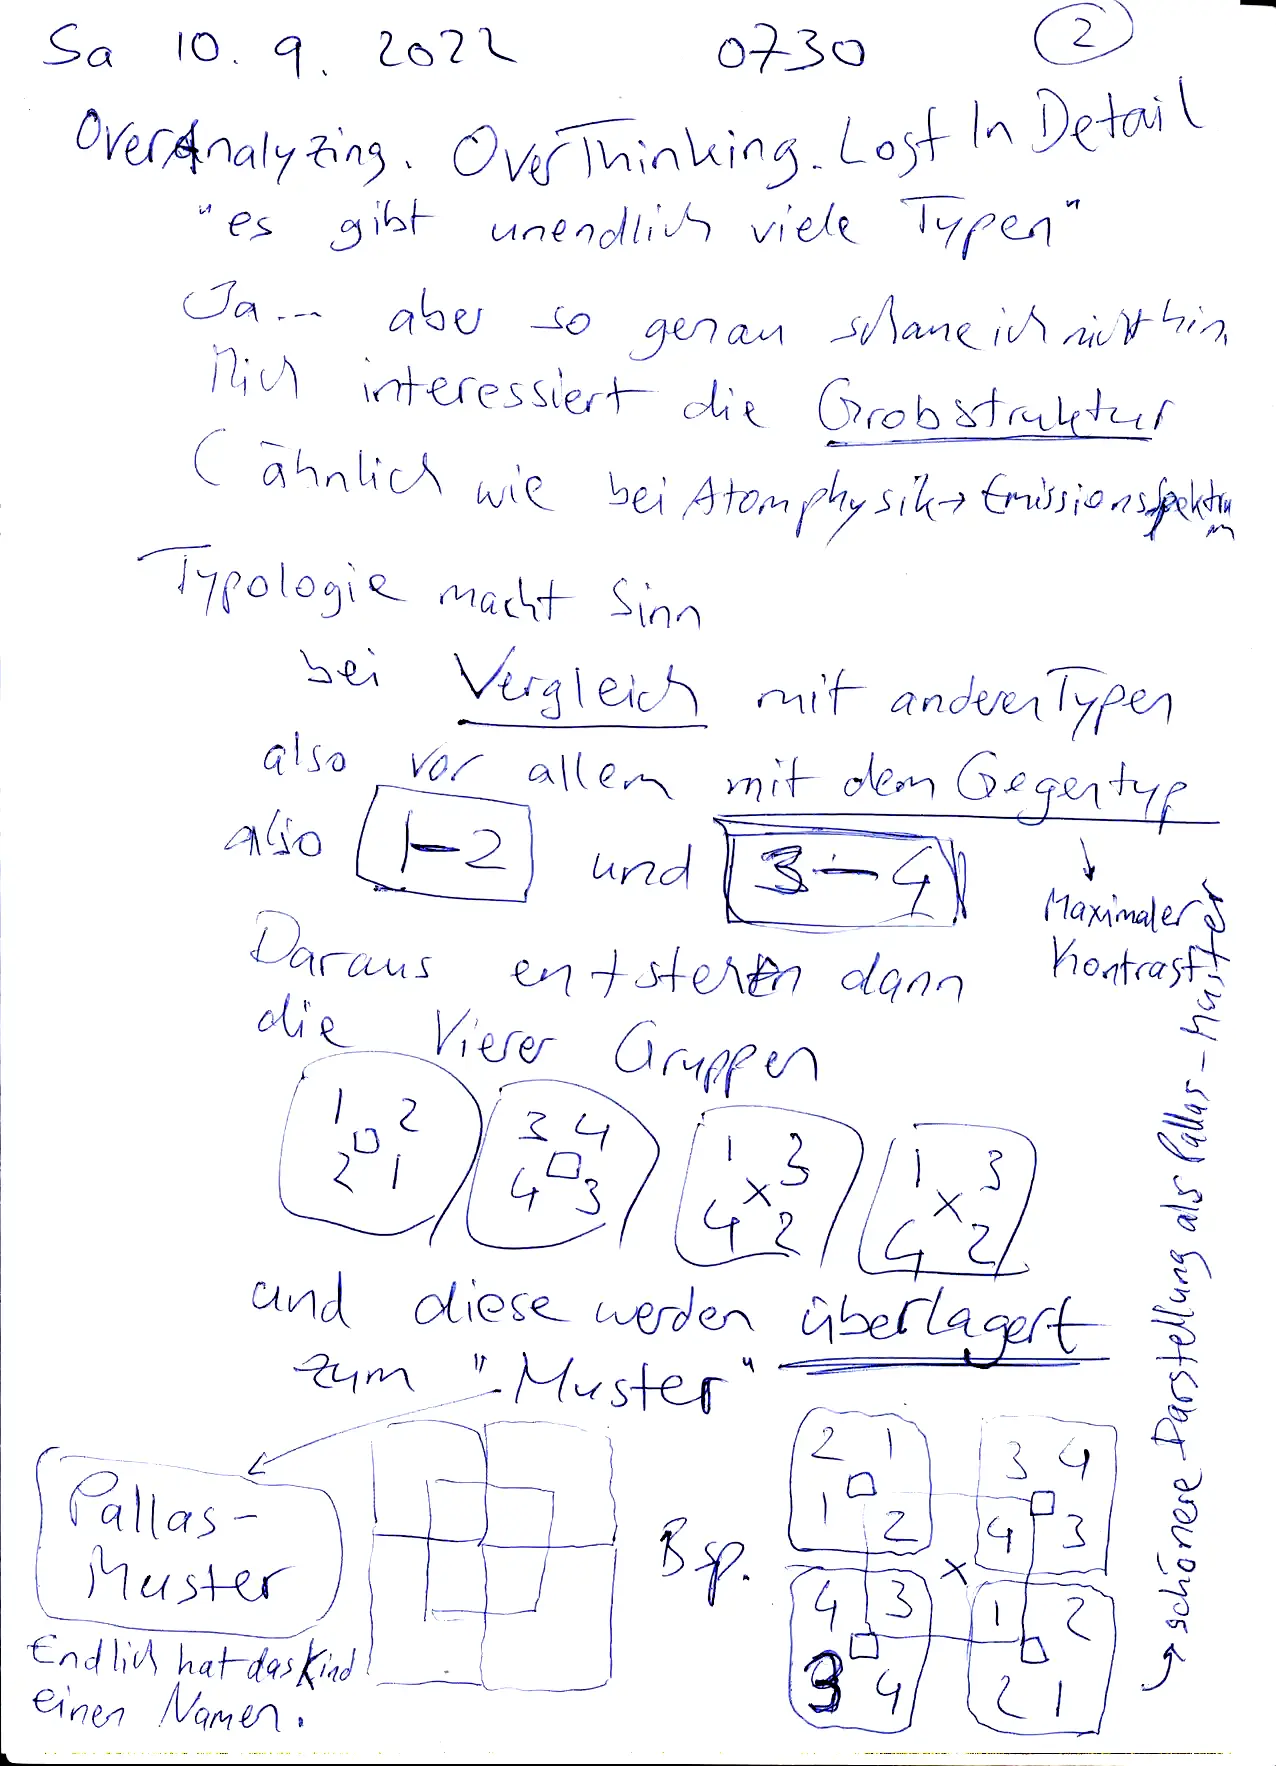 Sa 10. 9. 2022 0730 2
OverAnalyzing. OverThinking. Lost In Detail
"es gibt unendlich viele Typen"
Ja... aber so genau schaue ich nicht hin.
Mich interessiert die Grobstruktur
(ähnlich wie bei Atomphysik → Emissionsspektrum
Typologie macht Sinn
bei Vergleich mit anderen Typen
also vor allem mit dem Gegentyp
also 1–2 und 3–4
Maximaler
Kontrast
Daraus entstehen dann
die Vierer Gruppen
1 2 3 4 1 3 1 3
2 1 4 3 4 2 4 2
und diese werden überlagert
zum "Muster"
Pallas-
Muster
Endlich hat das Kind
einen Namen.
Bsp.
2 1 3 4
1 2 4 3
4 3 1 2
3 4 2 1
→ schönere Darstellung als Pallas-Muster